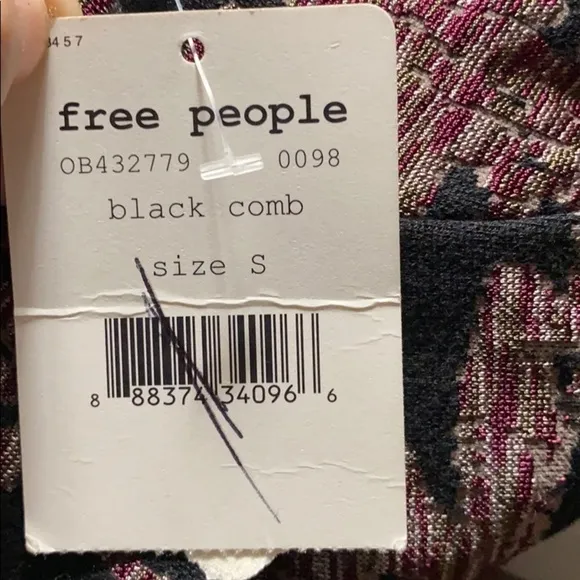 3457
free people
OB432779 0098
black comb
size S
8 88374 34096 6